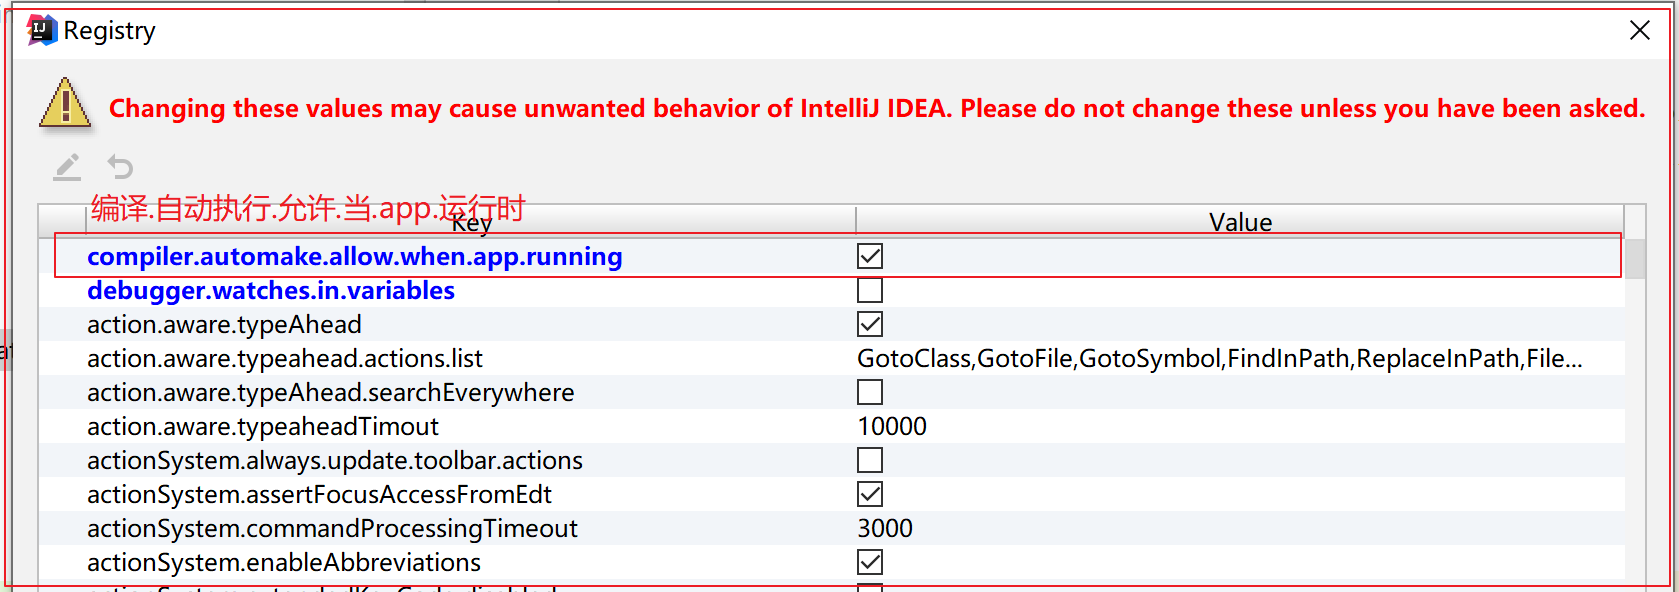 Registry
Changing these values may cause unwanted behavior of IntelliJ IDEA. Please do not change these unless you have been asked.
编译.自动执行.允许.当.app.运行时
Key Value
compiler.automake.allow.when.app.running
debugger.watches.in.variables
action.aware.typeAhead
action.aware.typeahead.actions.list GotoClass,GotoFile,GotoSymbol,FindInPath,ReplaceInPath,File...
action.aware.typeAhead.searchEverywhere
action.aware.typeaheadTimout 10000
actionSystem.always.update.toolbar.actions
actionSystem.assertFocusAccessFromEdt
actionSystem.commandProcessingTimeout 3000
actionSystem.enableAbbreviations